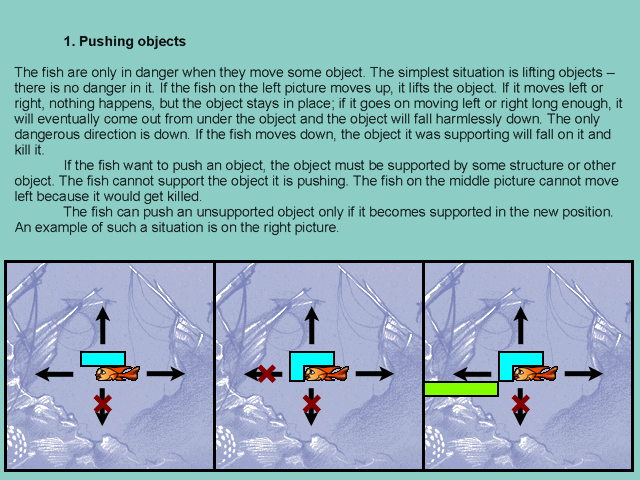 1. Pushing objects
The fish are only in danger when they move some object. The simplest situation is lifting objects –
there is no danger in it. If the fish on the left picture moves up, it lifts the object. If it moves left or
right, nothing happens, but the object stays in place; if it goes on moving left or right long enough, it
will eventually come out from under the object and the object will fall harmlessly down. The only
dangerous direction is down. If the fish moves down, the object it was supporting will fall on it and
kill it.
If the fish want to push an object, the object must be supported by some structure or other
object. The fish cannot support the object it is pushing. The fish on the middle picture cannot move
left because it would get killed.
The fish can push an unsupported object only if it becomes supported in the new position.
An example of such a situation is on the right picture.